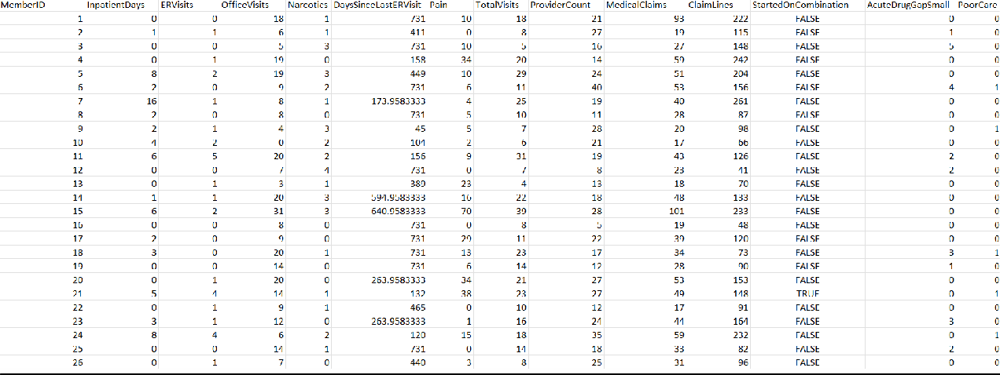 MemberID InpatientDays ERVisits OfficeVisits Narcotics DaysSinceLastERVisit Pain TotalVisits ProviderCount MedicalClaims ClaimLines StartedOnCombination AcuteDrugGapSmall PoorCare
1 0 0 18 1 731 10 18 21 93 222 FALSE 0 0
2 1 1 6 1 411 0 8 27 19 115 FALSE 1 0
3 0 0 5 3 731 10 5 16 27 148 FALSE 5 0
4 0 1 19 0 158 34 20 14 59 242 FALSE 0 0
5 8 2 19 3 449 10 29 24 51 204 FALSE 0 0
6 2 0 9 2 731 6 11 40 53 156 FALSE 4 1
7 16 1 8 1 173.9583333 4 25 19 40 261 FALSE 0 0
8 2 0 8 0 731 5 10 11 28 87 FALSE 0 0
9 2 1 4 3 45 5 7 28 20 98 FALSE 0 1
10 4 2 0 2 104 2 6 21 17 66 FALSE 0 0
11 6 5 20 2 156 9 31 19 43 126 FALSE 2 0
12 0 0 7 4 731 0 7 8 23 41 FALSE 2 0
13 0 1 3 1 389 23 4 13 18 70 FALSE 0 0
14 1 1 20 3 594.9583333 16 22 18 48 133 FALSE 0 0
15 6 2 31 3 640.9583333 70 39 28 101 233 FALSE 0 0
16 0 0 8 0 731 0 8 5 19 48 FALSE 0 0
17 2 0 9 0 731 29 11 22 39 120 FALSE 0 0
18 3 0 20 1 731 13 23 17 34 73 FALSE 3 1
19 0 0 14 0 731 6 14 12 28 90 FALSE 1 0
20 0 1 20 0 263.9583333 34 21 27 53 153 FALSE 0 0
21 5 4 14 1 132 38 23 27 49 148 TRUE 0 1
22 0 1 9 1 465 0 10 12 17 91 FALSE 0 0
23 3 1 12 0 263.9583333 1 16 24 44 164 FALSE 3 0
24 8 4 6 2 120 15 18 35 59 232 FALSE 0 1
25 0 0 14 1 731 0 14 18 33 82 FALSE 2 0
26 0 1 7 0 440 3 8 25 31 96 FALSE 0 0